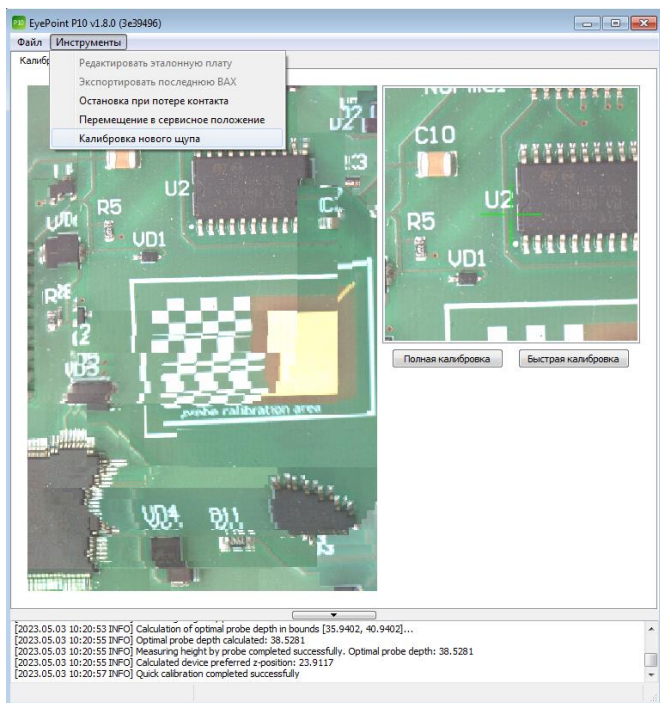 EyePoint P10 v1.8.0 (3e39496)
Файл Инструменты
Редактировать эталонную плату
Экспортировать последнюю ВАХ
Остановка при потере контакта
Перемещение в сервисное положение
Калибровка нового щупа
U2
R5
VD1
probe calibration area
VD4
C10
U2
R5
VD1
Полная калибровка Быстрая калибровка
[2023.05.03 10:20:53 INFO] Calculation of optimal probe depth in bounds [35.9402, 40.9402]...
[2023.05.03 10:20:55 INFO] Optimal probe depth calculated: 38.5281
[2023.05.03 10:20:55 INFO] Measuring height by probe completed successfully. Optimal probe depth: 38.5281
[2023.05.03 10:20:55 INFO] Calculated device preferred z-position: 23.9117
[2023.05.03 10:20:57 INFO] Quick calibration completed successfully